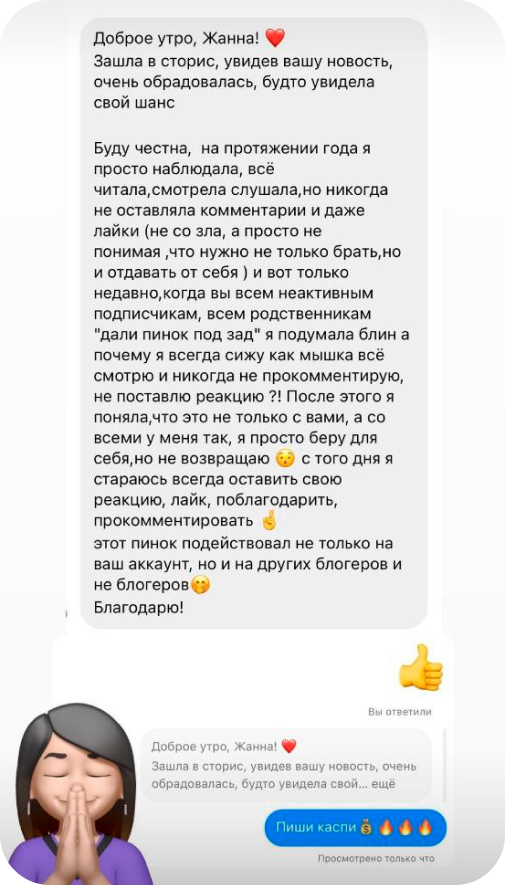 Доброе утро, Жанна! ❤️
Зашла в сторис, увидев вашу новость,
очень обрадовалась, будто увидела
свой шанс
Буду честна,  на протяжении года я
просто наблюдала, всё
читала,смотрела слушала,но никогда
не оставляла комментарии и даже
лайки (не со зла, а просто не
понимая ,что нужно не только брать,но
и отдавать от себя ) и вот только
недавно,когда вы всем неактивным
подписчикам, всем родственникам
"дали пинок под зад" я подумала блин а
почему я всегда сижу как мышка всё
смотрю и никогда не прокомментирую,
не поставлю реакцию ?! После этого я
поняла,что это не только с вами, а со
всеми у меня так, я просто беру для
себя,но не возвращаю 😯 с того дня я
стараюсь всегда оставить свою
реакцию, лайк, поблагодарить,
прокомментировать 🤞
этот пинок подействовал не только на
ваш аккаунт, но и на других блогеров и
не блогеров🤭
Благодарю!
👍
Вы ответили
Доброе утро, Жанна! ❤️
Зашла в сторис, увидев вашу новость, очень
обрадовалась, будто увидела свой... ещё
Пиши каспи💰🔥🔥🔥
Просмотрено только что